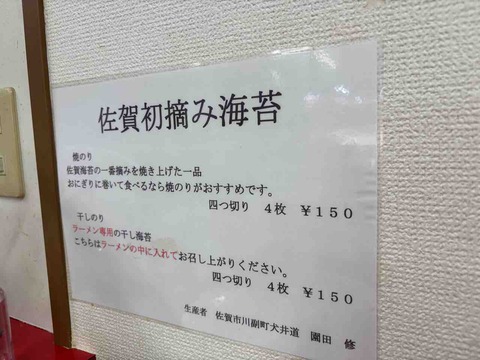 佐賀初摘み海苔
焼のり
佐賀海苔の一番摘みを焼き上げた一品
おにぎりに巻いて食べるなら焼のりがおすすめです。
四つ切り 4枚 ￥150
干しのり
ラーメン専用の干し海苔
こちらはラーメンの中に入れてお召し上がりください。
四つ切り 4枚 ￥150
生産者 佐賀市川副町犬井道 園田 修